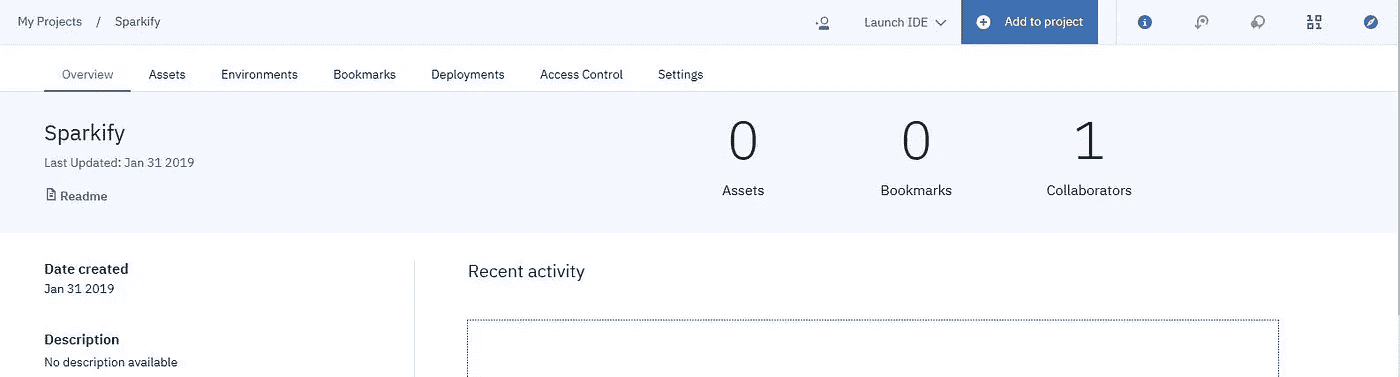 My Projects / Sparkify
Launch IDE
Add to project
Overview Assets Environments Bookmarks Deployments Access Control Settings
Sparkify
Last Updated: Jan 31 2019
Readme
0 0 1
Assets Bookmarks Collaborators
Date created
Jan 31 2019
Description
No description available
Recent activity